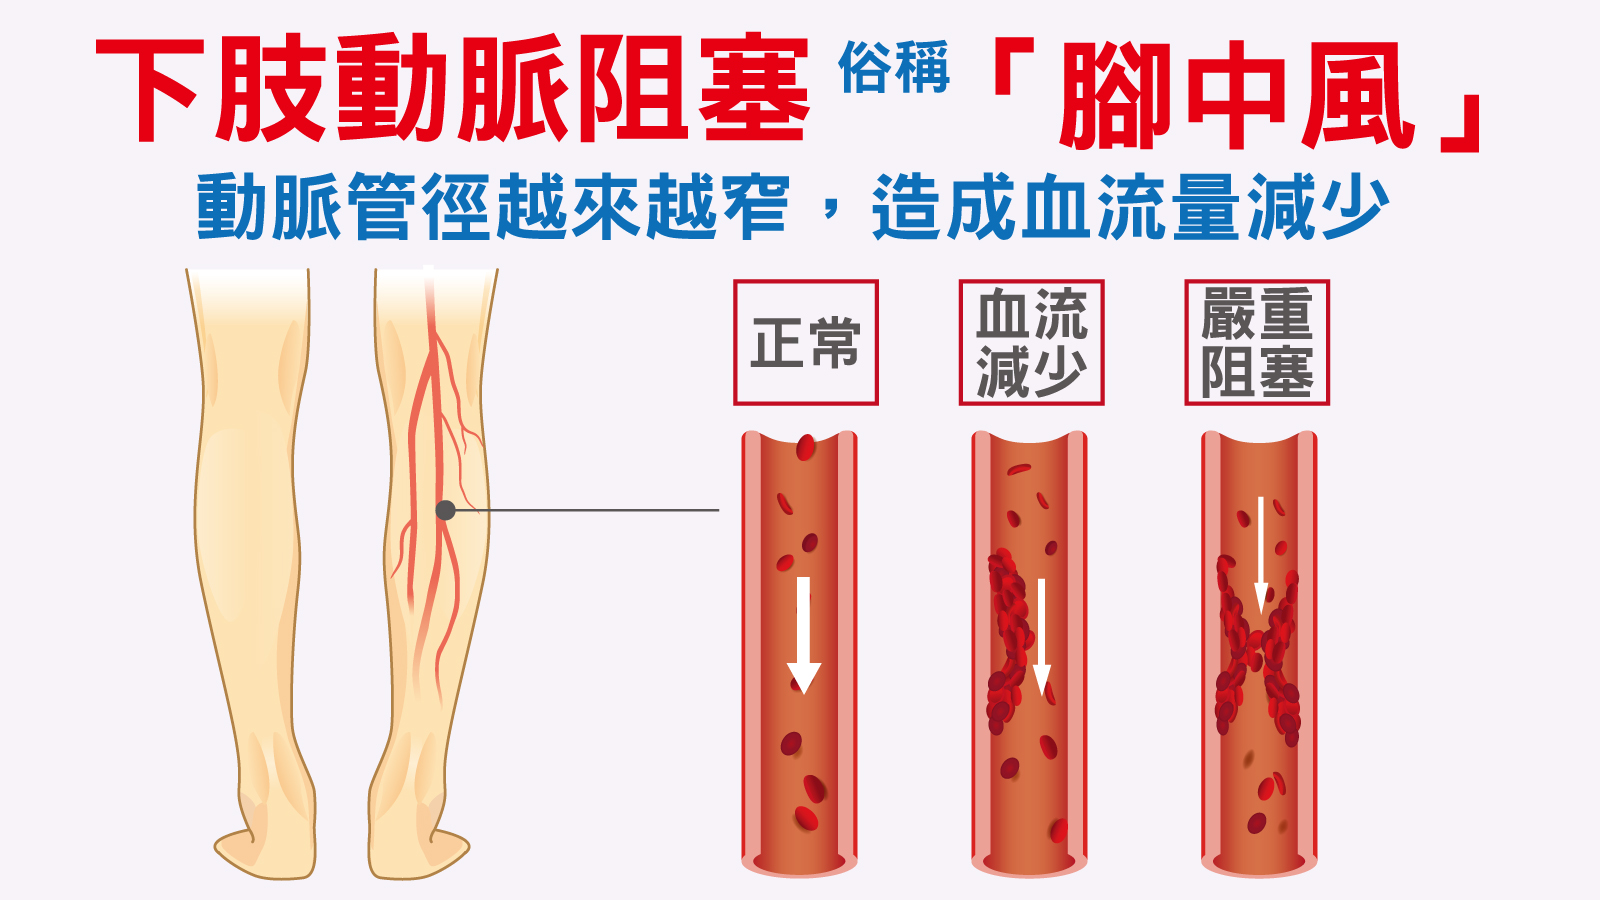 下肢動脈阻塞 俗稱「腳中風」
動脈管徑越來越窄，造成血流量減少
正常
血流
減少
嚴重
阻塞